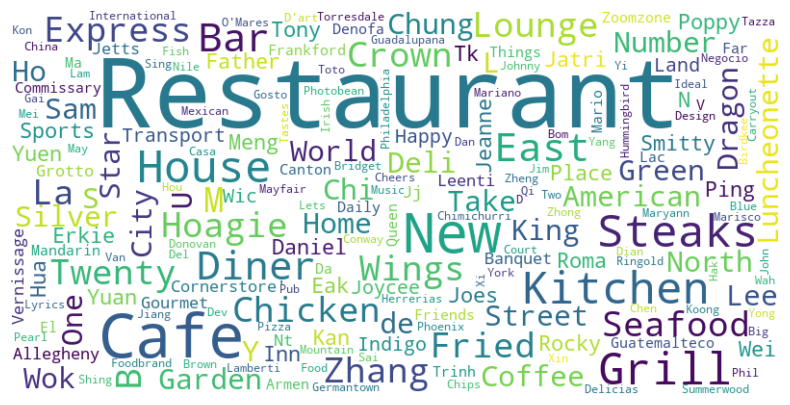 Restaurant
International
O'Mares
D'art
Torresdale
Zoomzone
Tazza
Kon
Express
Bar
Tony
Denofa
Chung
Lounge
Poppy
China
Jetts
Fish
Father
Frankford
Guadalupana
Crown
Tk
Things
Number
Far
Ho
Ma
Lam
Sing
Nile
Toto
L
Jatri
Johnny
Yi
Land
Ideal
Negocio
Commissary
Gai
Sam
Mexican
Gosto
Photobean
Tastes
Irish
Philadelphia
Mariano
Mario
Hummingbird
N
V
Design
Dragon
Birdkee
Carryout
Luncheonette
Mei
May
Sports
Transport
Meng
Happy
Dan
Jeanne
Bom
Yang
Smitty
Yuen
Star
World
East
Lac
Grotto
Casa
House
Canton
Bridget
Deli
Cheers
Zheng
Jim
Place
Green
La
S
City
Hou
U
M
Mayfair
Wic
Chi
Music
Jj
Leenti
Qi
D
Two
American
Ping
Blue
Silver
Hoagie
Lets
Home
Daily
Queen
Chimichurri
Take
Zhong
Maryann
Marisco
Erkie
Donovan
Conway
New
King
Steaks
Vernissage
Mandarin
Van
Del
Daniel
Court
Dian
Hak
John
Hua
Twenty
Diner
Cornerstore
Da
Wings
Banquet
Roma
Ringold
North
Wah
Lyrics
Yuan
Gourmet
Eak
Joycee
York
Xi
Kitchen
Lee
El
Pub
Herrerias
Joes
Chen
Koong
Yong
Pearl
One
Jiang
Dev
Chicken
de
Friends
Phoenix
Street
Guatemalteco
Seafood
Big
Allegheny
Cafe
Pizza
Y
Nt
Kan
Indigo
Fried
Rocky
Wei
Foodbrand
Lamberti
Inn
Mountain
Sai
Xin
Wok
Shing
B
Brown
Garden
Food
Armen
Germantown
Trinh
Chips
Coffee
Delicias
Grill
Summerwood
Phil